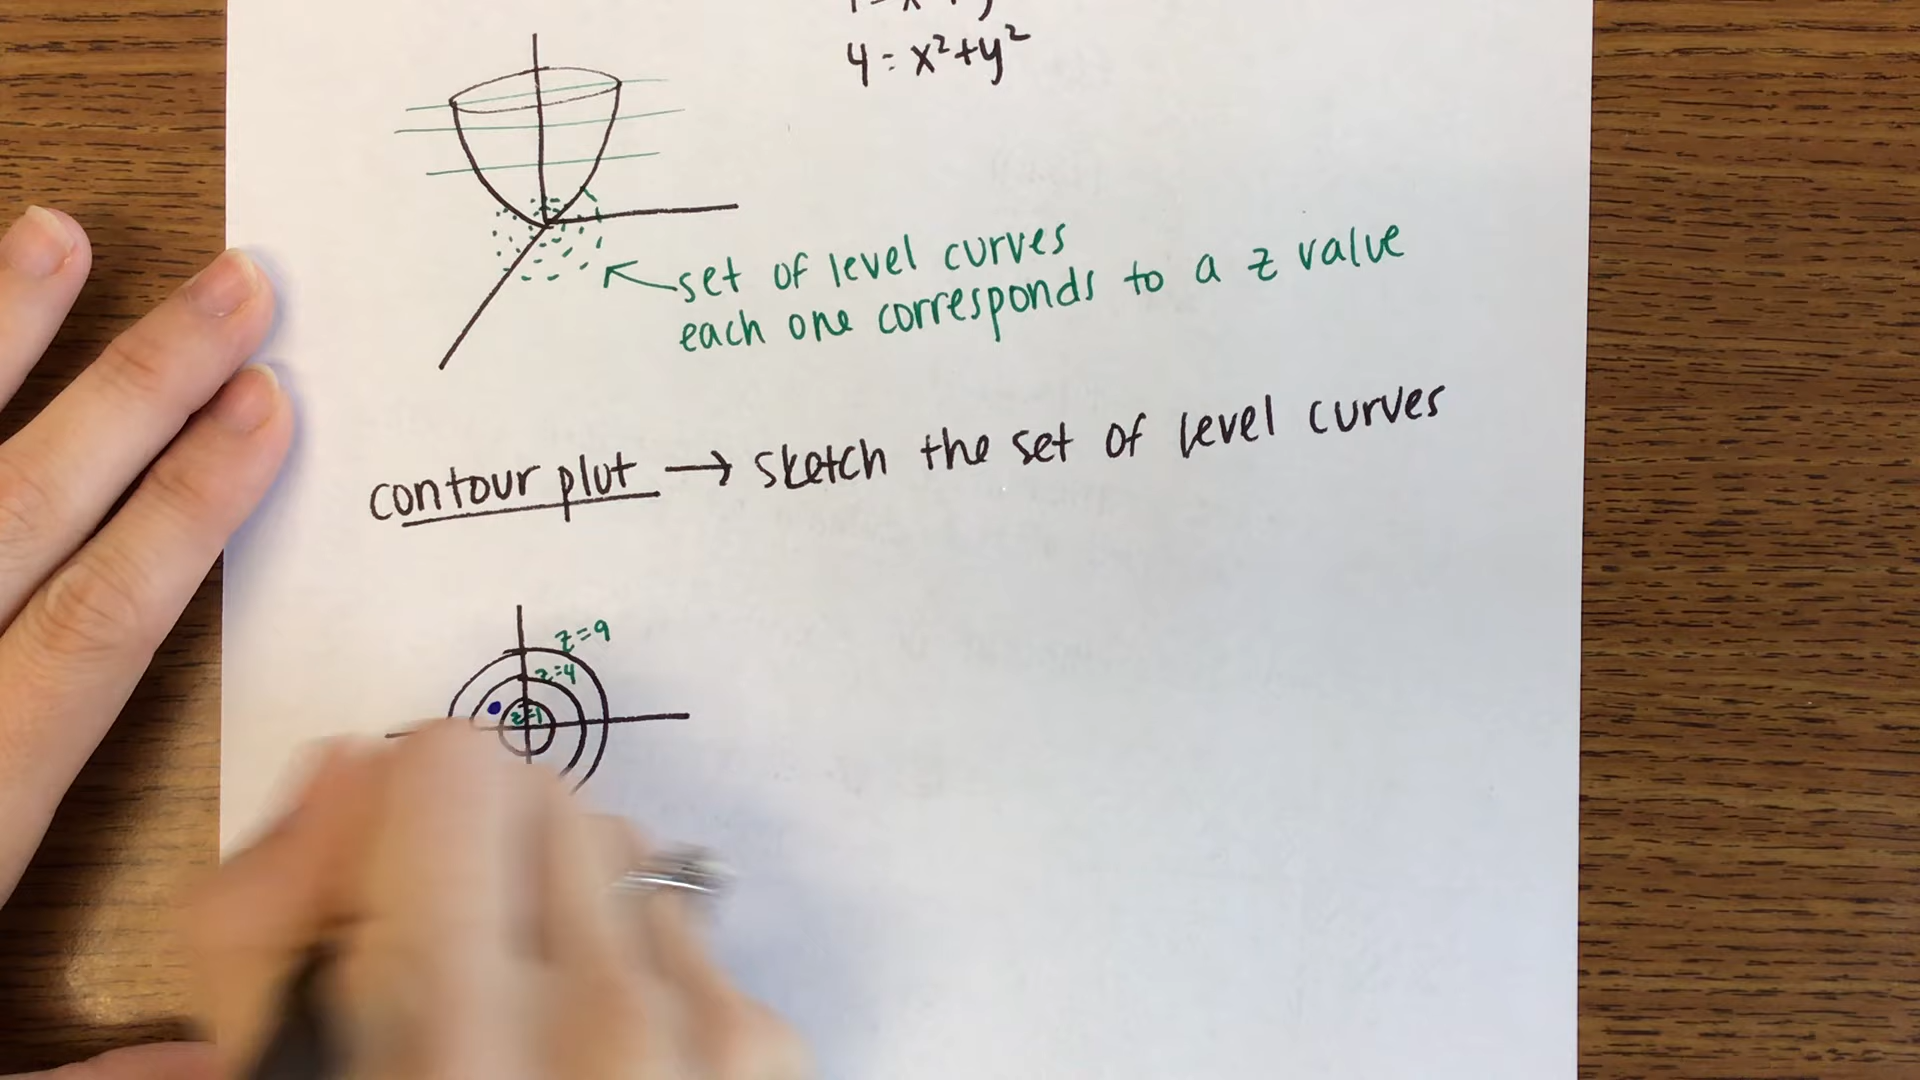 4 = x²+y²
set of level curves
each one corresponds to a z value
contour plot → sketch the set of level curves
z=9
z=4
z=1